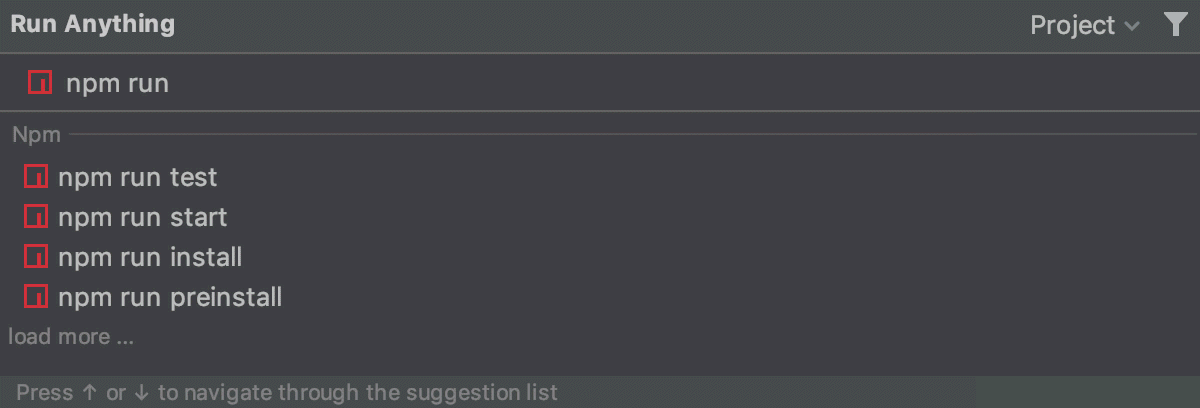 Run Anything Project
npm run
Npm
npm run test
npm run start
npm run install
npm run preinstall
load more ...
Press ↑ or ↓ to navigate through the suggestion list